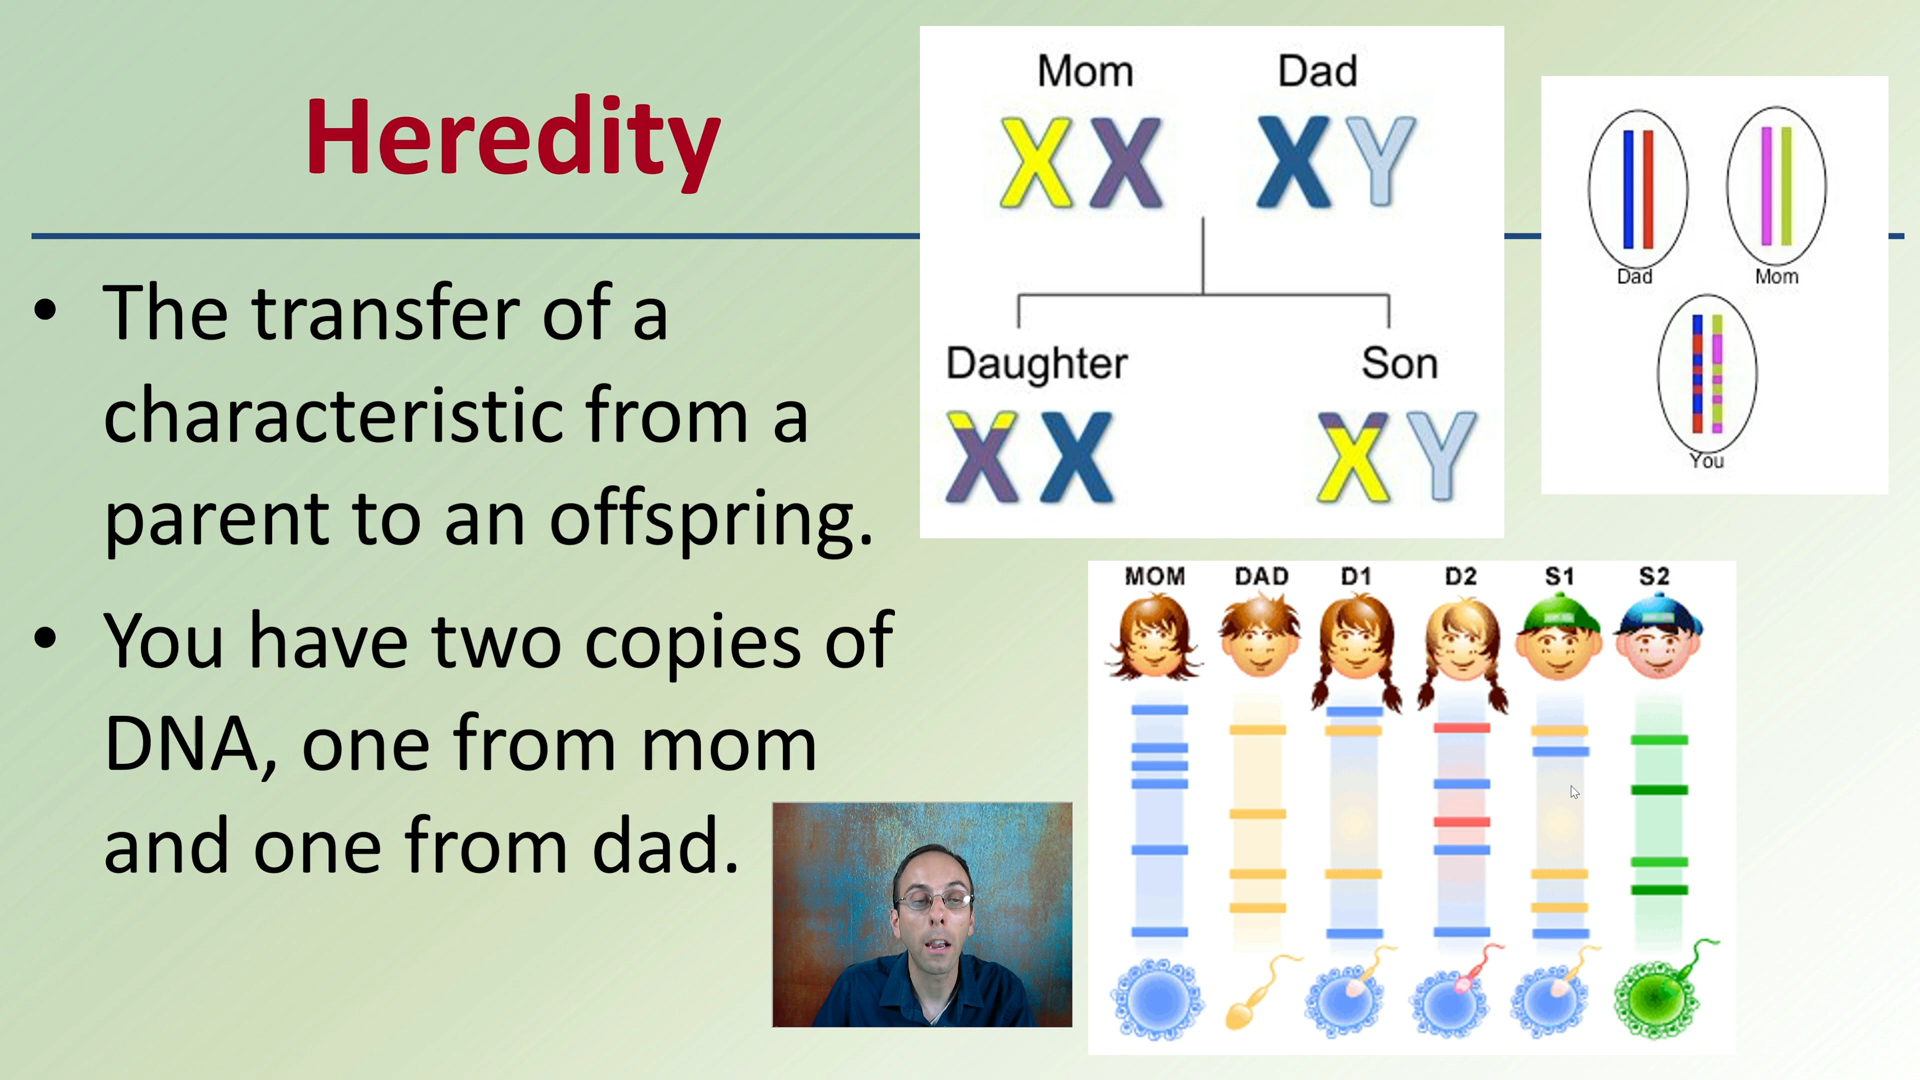 Heredity
• The transfer of a
characteristic from a
parent to an offspring.
• You have two copies of
DNA, one from mom
and one from dad.
Mom Dad
XX XY
Daughter Son
XX XY
Dad Mom
You
MOM DAD D1 D2 S1 S2